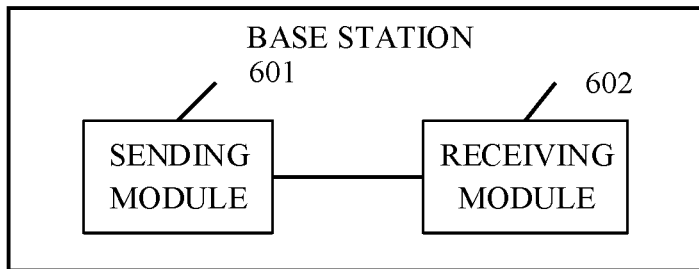 BASE STATION
601
602
SENDING
MODULE
RECEIVING
MODULE